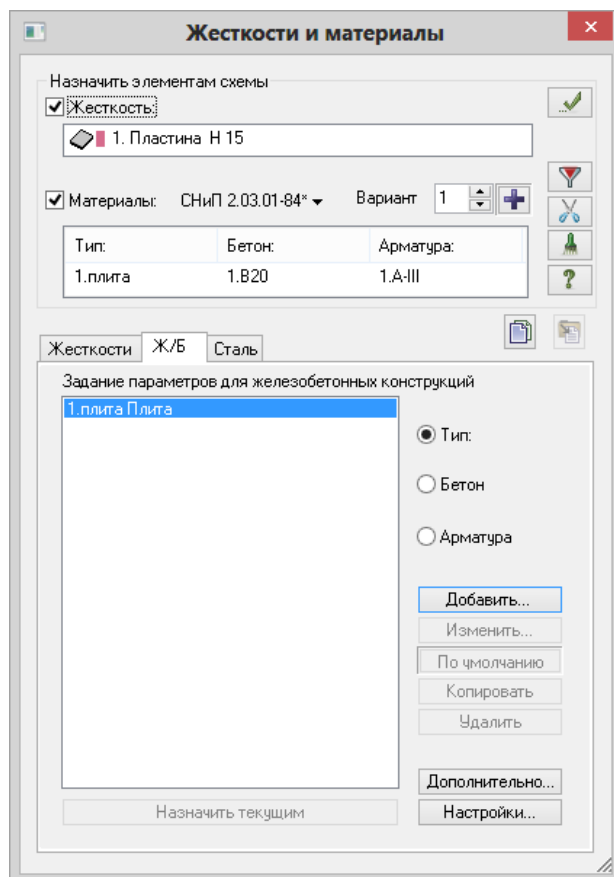 Жесткости и материалы
Назначить элементам схемы
Жесткость:
1. Пластина Н 15
Материалы: СНиП 2.03.01-84* Вариант 1
Тип: Бетон: Арматура:
1.плита 1.В20 1.А-III
Жесткости Ж/Б Сталь
Задание параметров для железобетонных конструкций
1.плита Плита
Тип:
Бетон
Арматура
Добавить...
Изменить...
По умолчанию
Копировать
Удалить
Дополнительно...
Назначить текущим Настройки...